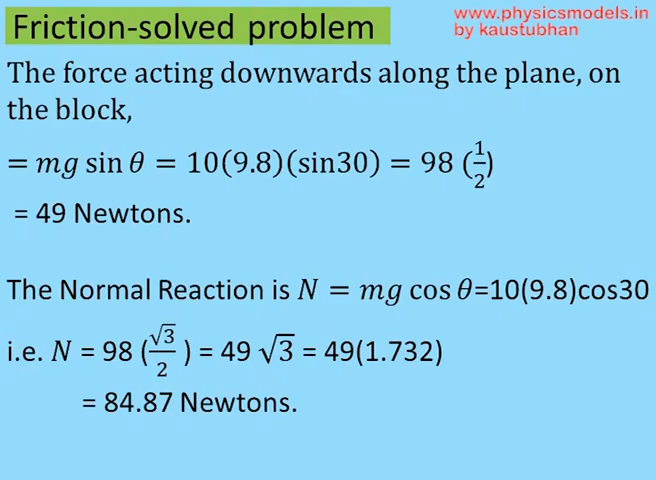 Friction-solved problem
www.physicsmodels.in
by kaustubhan
The force acting downwards along the plane, on
the block,
= mg sin θ = 10(9.8)(sin30) = 98 (1/2)
= 49 Newtons.
The Normal Reaction is N = mg cos θ=10(9.8)cos30
i.e. N = 98 (√3/2) = 49 √3 = 49(1.732)
= 84.87 Newtons.